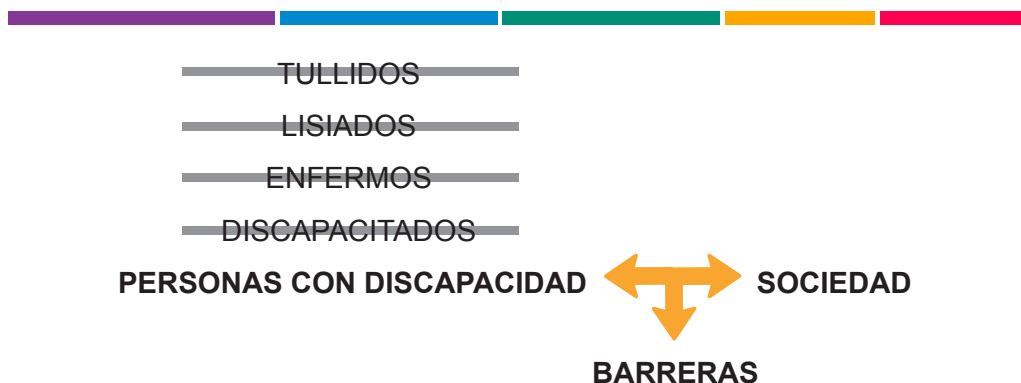 TULLIDOS
LISIADOS
ENFERMOS
DISCAPACITADOS
PERSONAS CON DISCAPACIDAD SOCIEDAD
BARRERAS